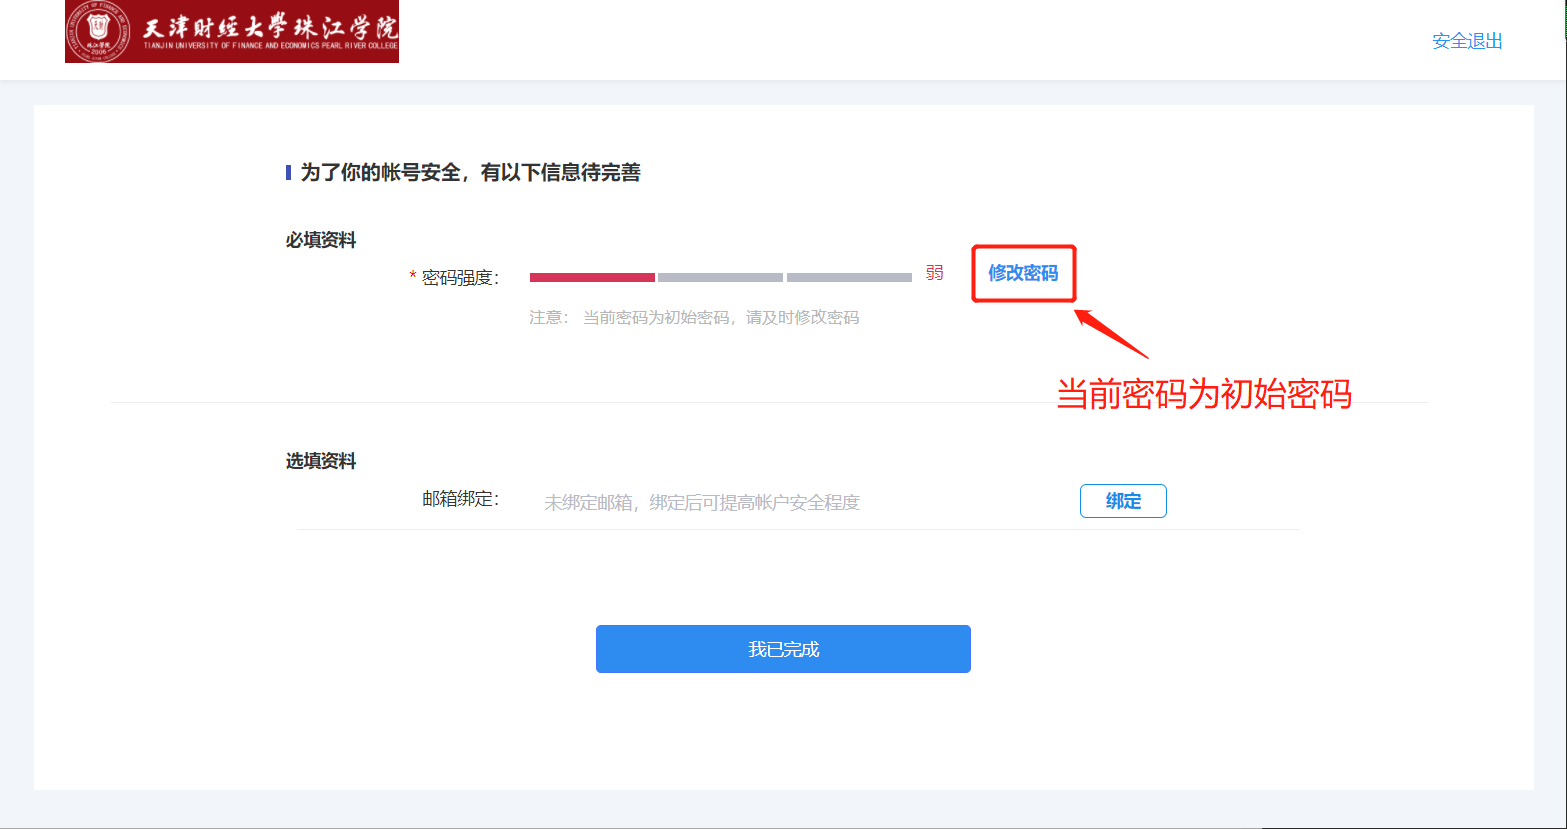 天津财经大學珠江学院
TIANJIN UNIVERSITY OF FINANCE AND ECONOMICS PEARL RIVER COLLEGE
珠江学院
2006
安全退出
为了你的帐号安全，有以下信息待完善
必填资料
* 密码强度： 弱 修改密码
注意： 当前密码为初始密码，请及时修改密码
当前密码为初始密码
选填资料
邮箱绑定： 未绑定邮箱，绑定后可提高帐户安全程度 绑定
我已完成